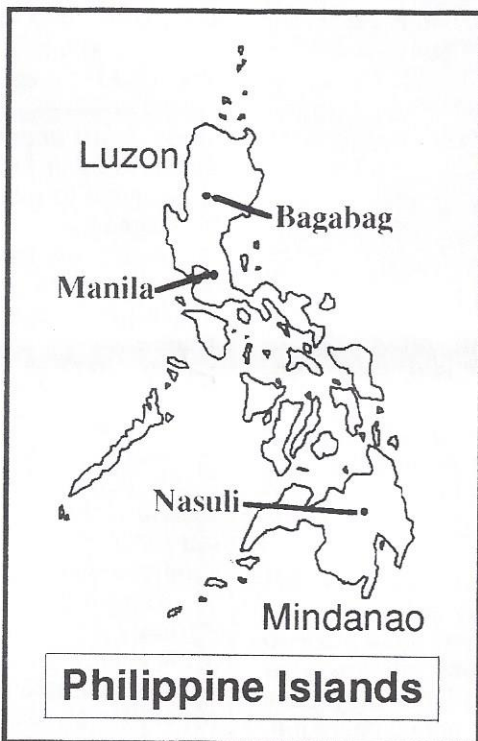 Luzon
Bagabag
Manila
Nasuli
Mindanao
Philippine Islands